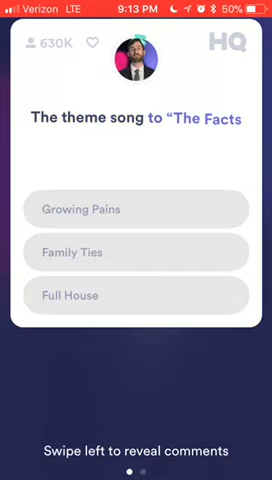 Verizon LTE 9:13 PM 50%
630K HQ
The theme song to “The Facts
Growing Pains
Family Ties
Full House
Swipe left to reveal comments